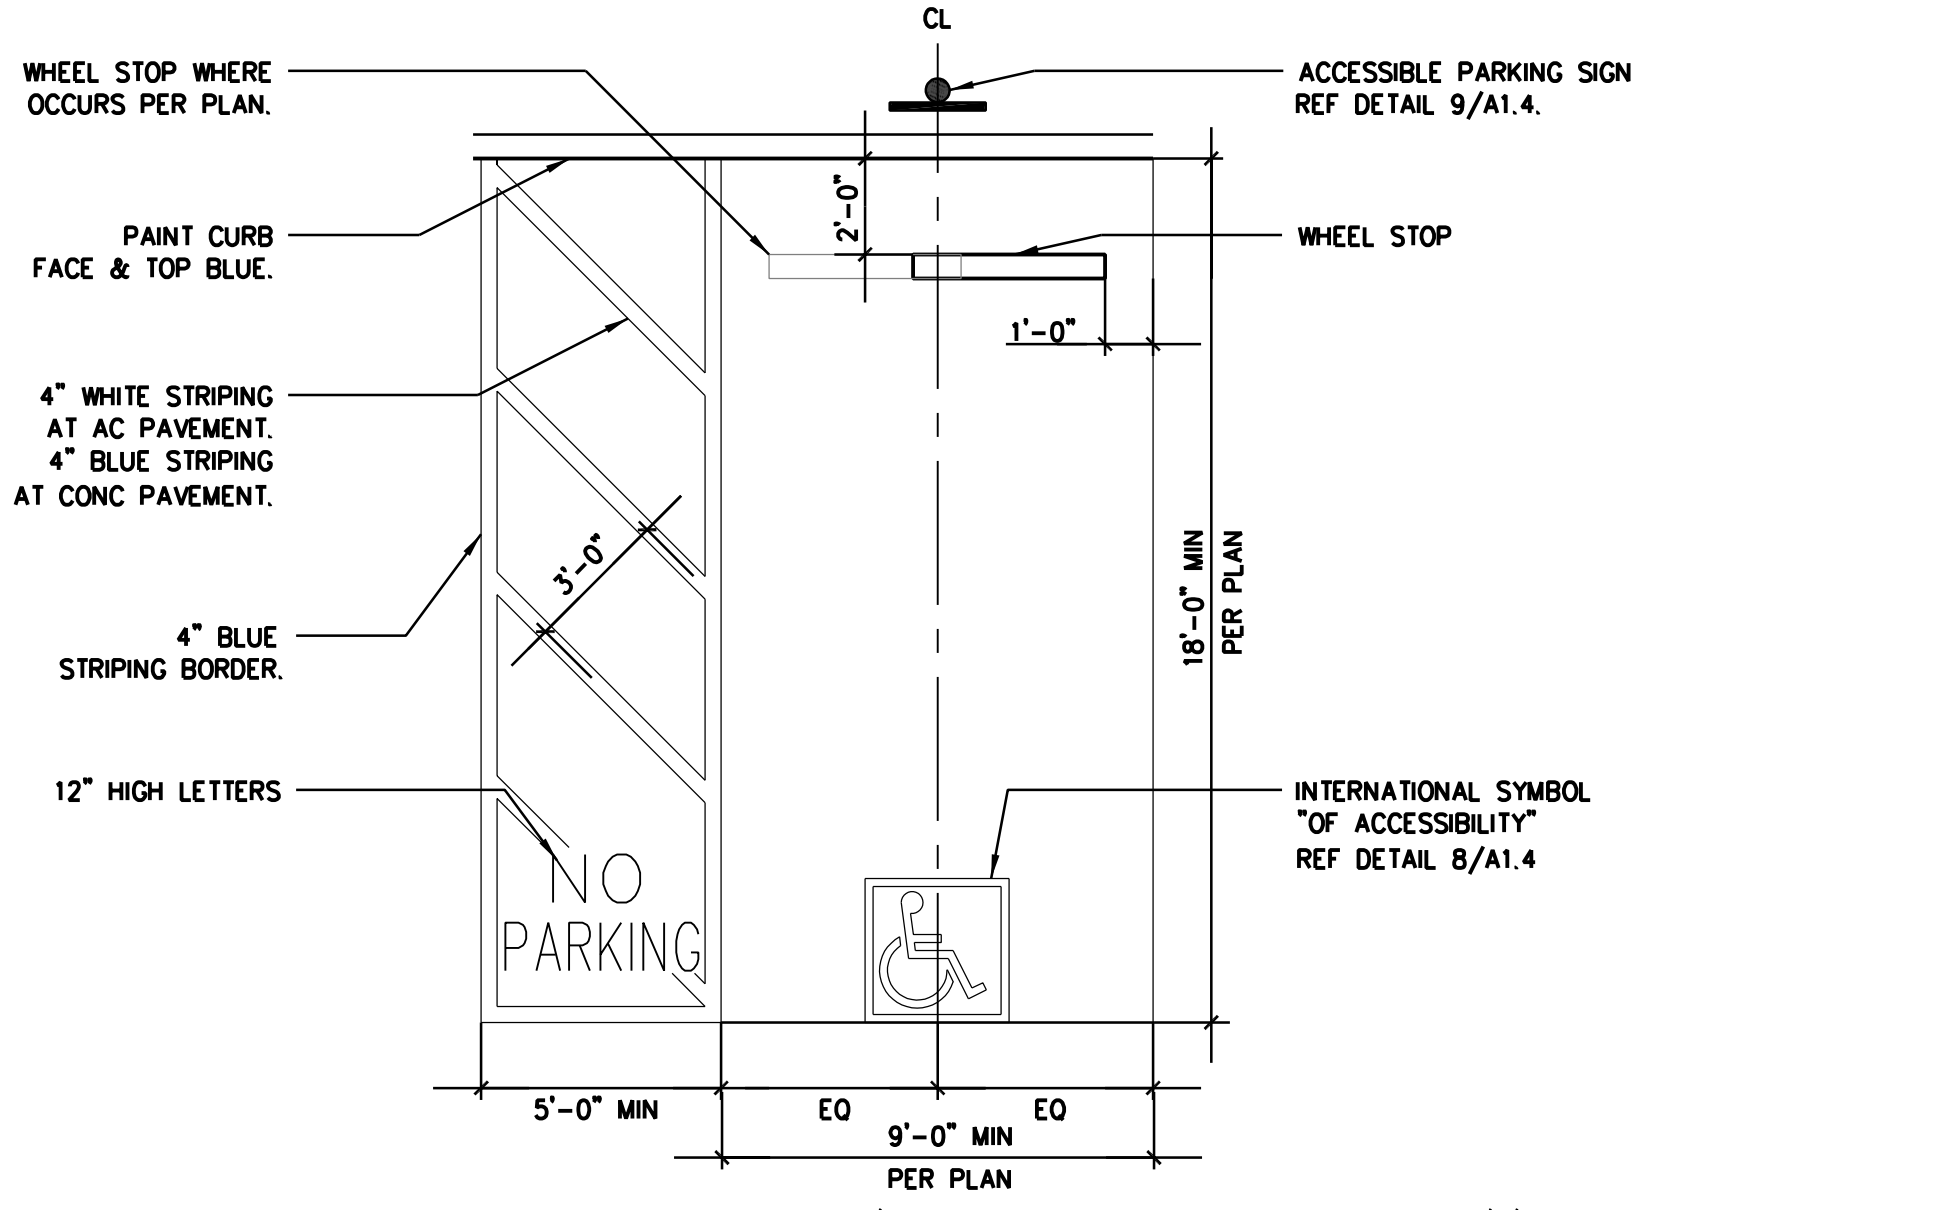 CL
WHEEL STOP WHERE
OCCURS PER PLAN.
ACCESSIBLE PARKING SIGN
REF DETAIL 9/A1.4.
2'-0"
PAINT CURB
FACE & TOP BLUE.
WHEEL STOP
1'-0"
4" WHITE STRIPING
AT AC PAVEMENT.
4" BLUE STRIPING
AT CONC PAVEMENT.
3'-0"
18'-0" MIN
PER PLAN
4" BLUE
STRIPING BORDER.
12" HIGH LETTERS
INTERNATIONAL SYMBOL
"OF ACCESSIBILITY"
REF DETAIL 8/A1.4
NO
PARKING
5'-0" MIN
EQ
EQ
9'-0" MIN
PER PLAN